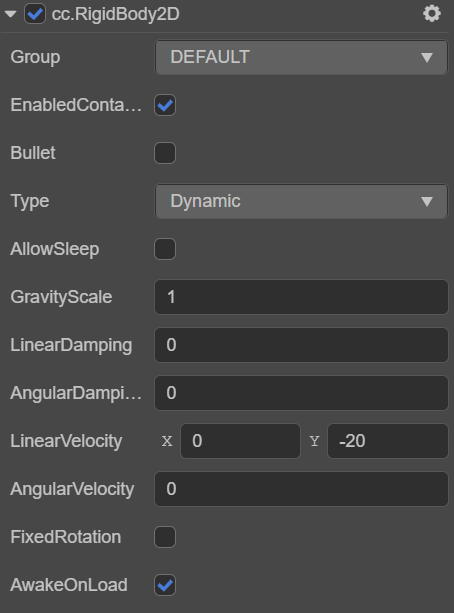 cc.RigidBody2D
Group DEFAULT
EnabledConta...
Bullet
Type Dynamic
AllowSleep
GravityScale 1
LinearDamping 0
AngularDampi... 0
LinearVelocity X 0 Y -20
AngularVelocity 0
FixedRotation
AwakeOnLoad